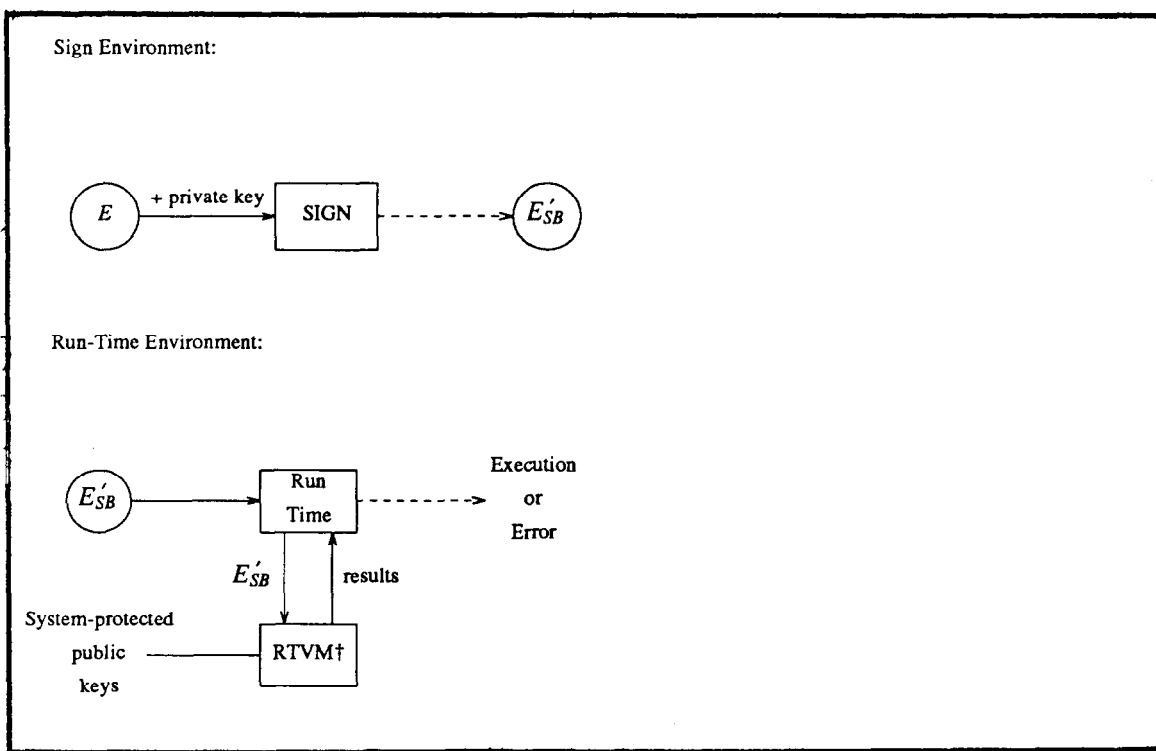 Sign Environment:
E
+ private key
SIGN
E'SB
Run-Time Environment:
E'SB
Run
Time
Execution
or
Error
E'SB
results
System-protected
public
keys
RTVM†